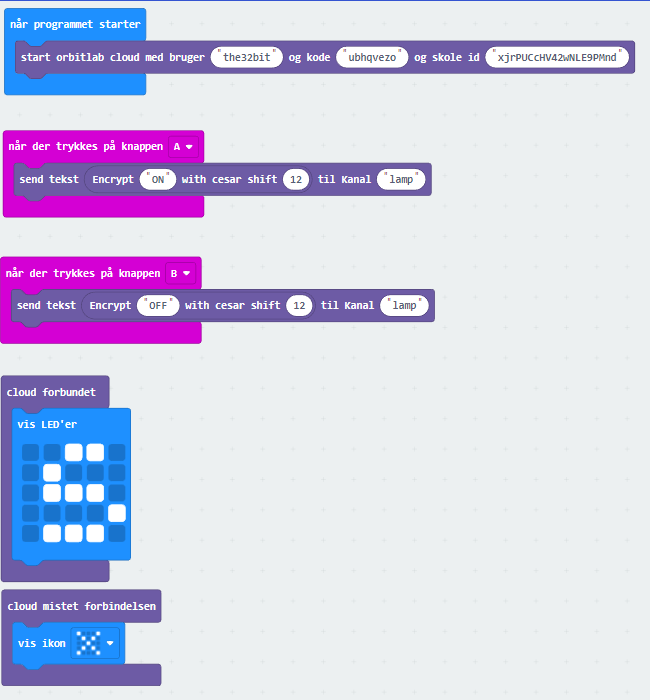 når programmet starter
start orbitlab cloud med bruger "the32bit" og kode "ubhqvezo" og skole id "xjrPUCcHV42wNLE9PMnd"
når der trykkes på knappen A
send tekst Encrypt "ON" with cesar shift 12 til Kanal "lamp"
når der trykkes på knappen B
send tekst Encrypt "OFF" with cesar shift 12 til Kanal "lamp"
cloud forbundet
vis LED'er
cloud mistet forbindelsen
vis ikon